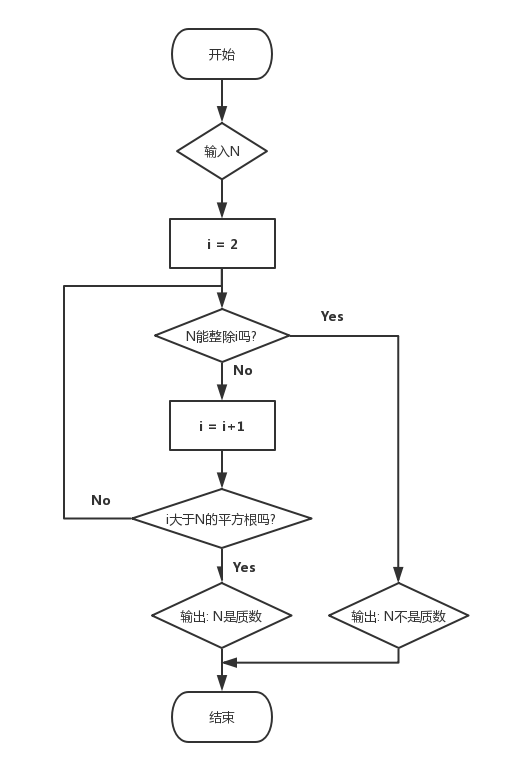 开始
输入N
i = 2
Yes
N能整除i吗?
No
i = i+1
No
i大于N的平方根吗?
Yes
输出: N是质数
输出: N不是质数
结束